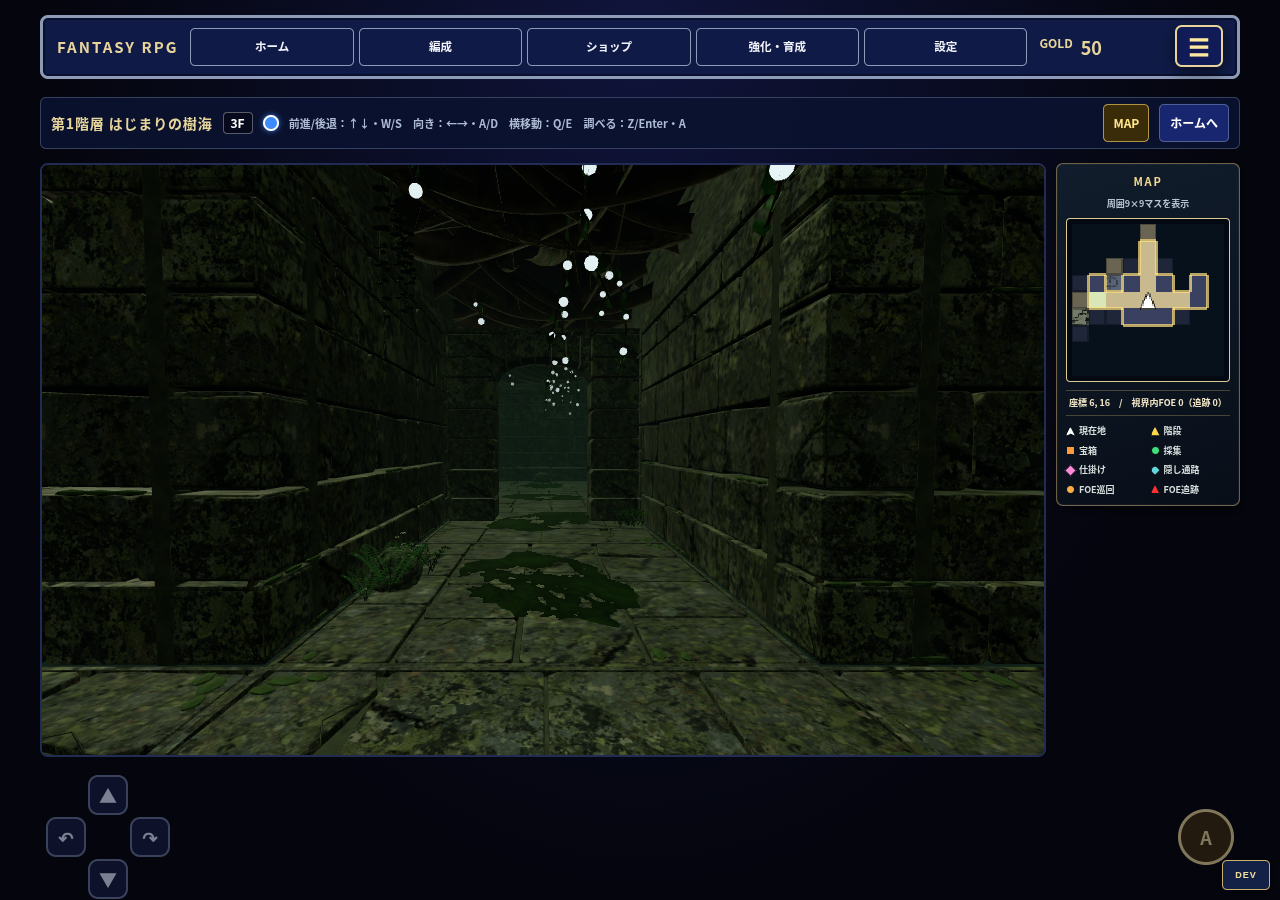 FANTASY RPG
ホーム
編成
ショップ
強化・育成
設定
GOLD 50
第1階層 はじまりの樹海
3F
前進/後退：↑↓・W/S　向き：←→・A/D　横移動：Q/E　調べる：Z/Enter・A
MAP
ホームへ
MAP
周囲9×9マスを表示
座標 6, 16　/　視界内FOE 0（追跡 0）
現在地
階段
宝箱
採集
仕掛け
隠し通路
FOE巡回
FOE追跡
A
DEV